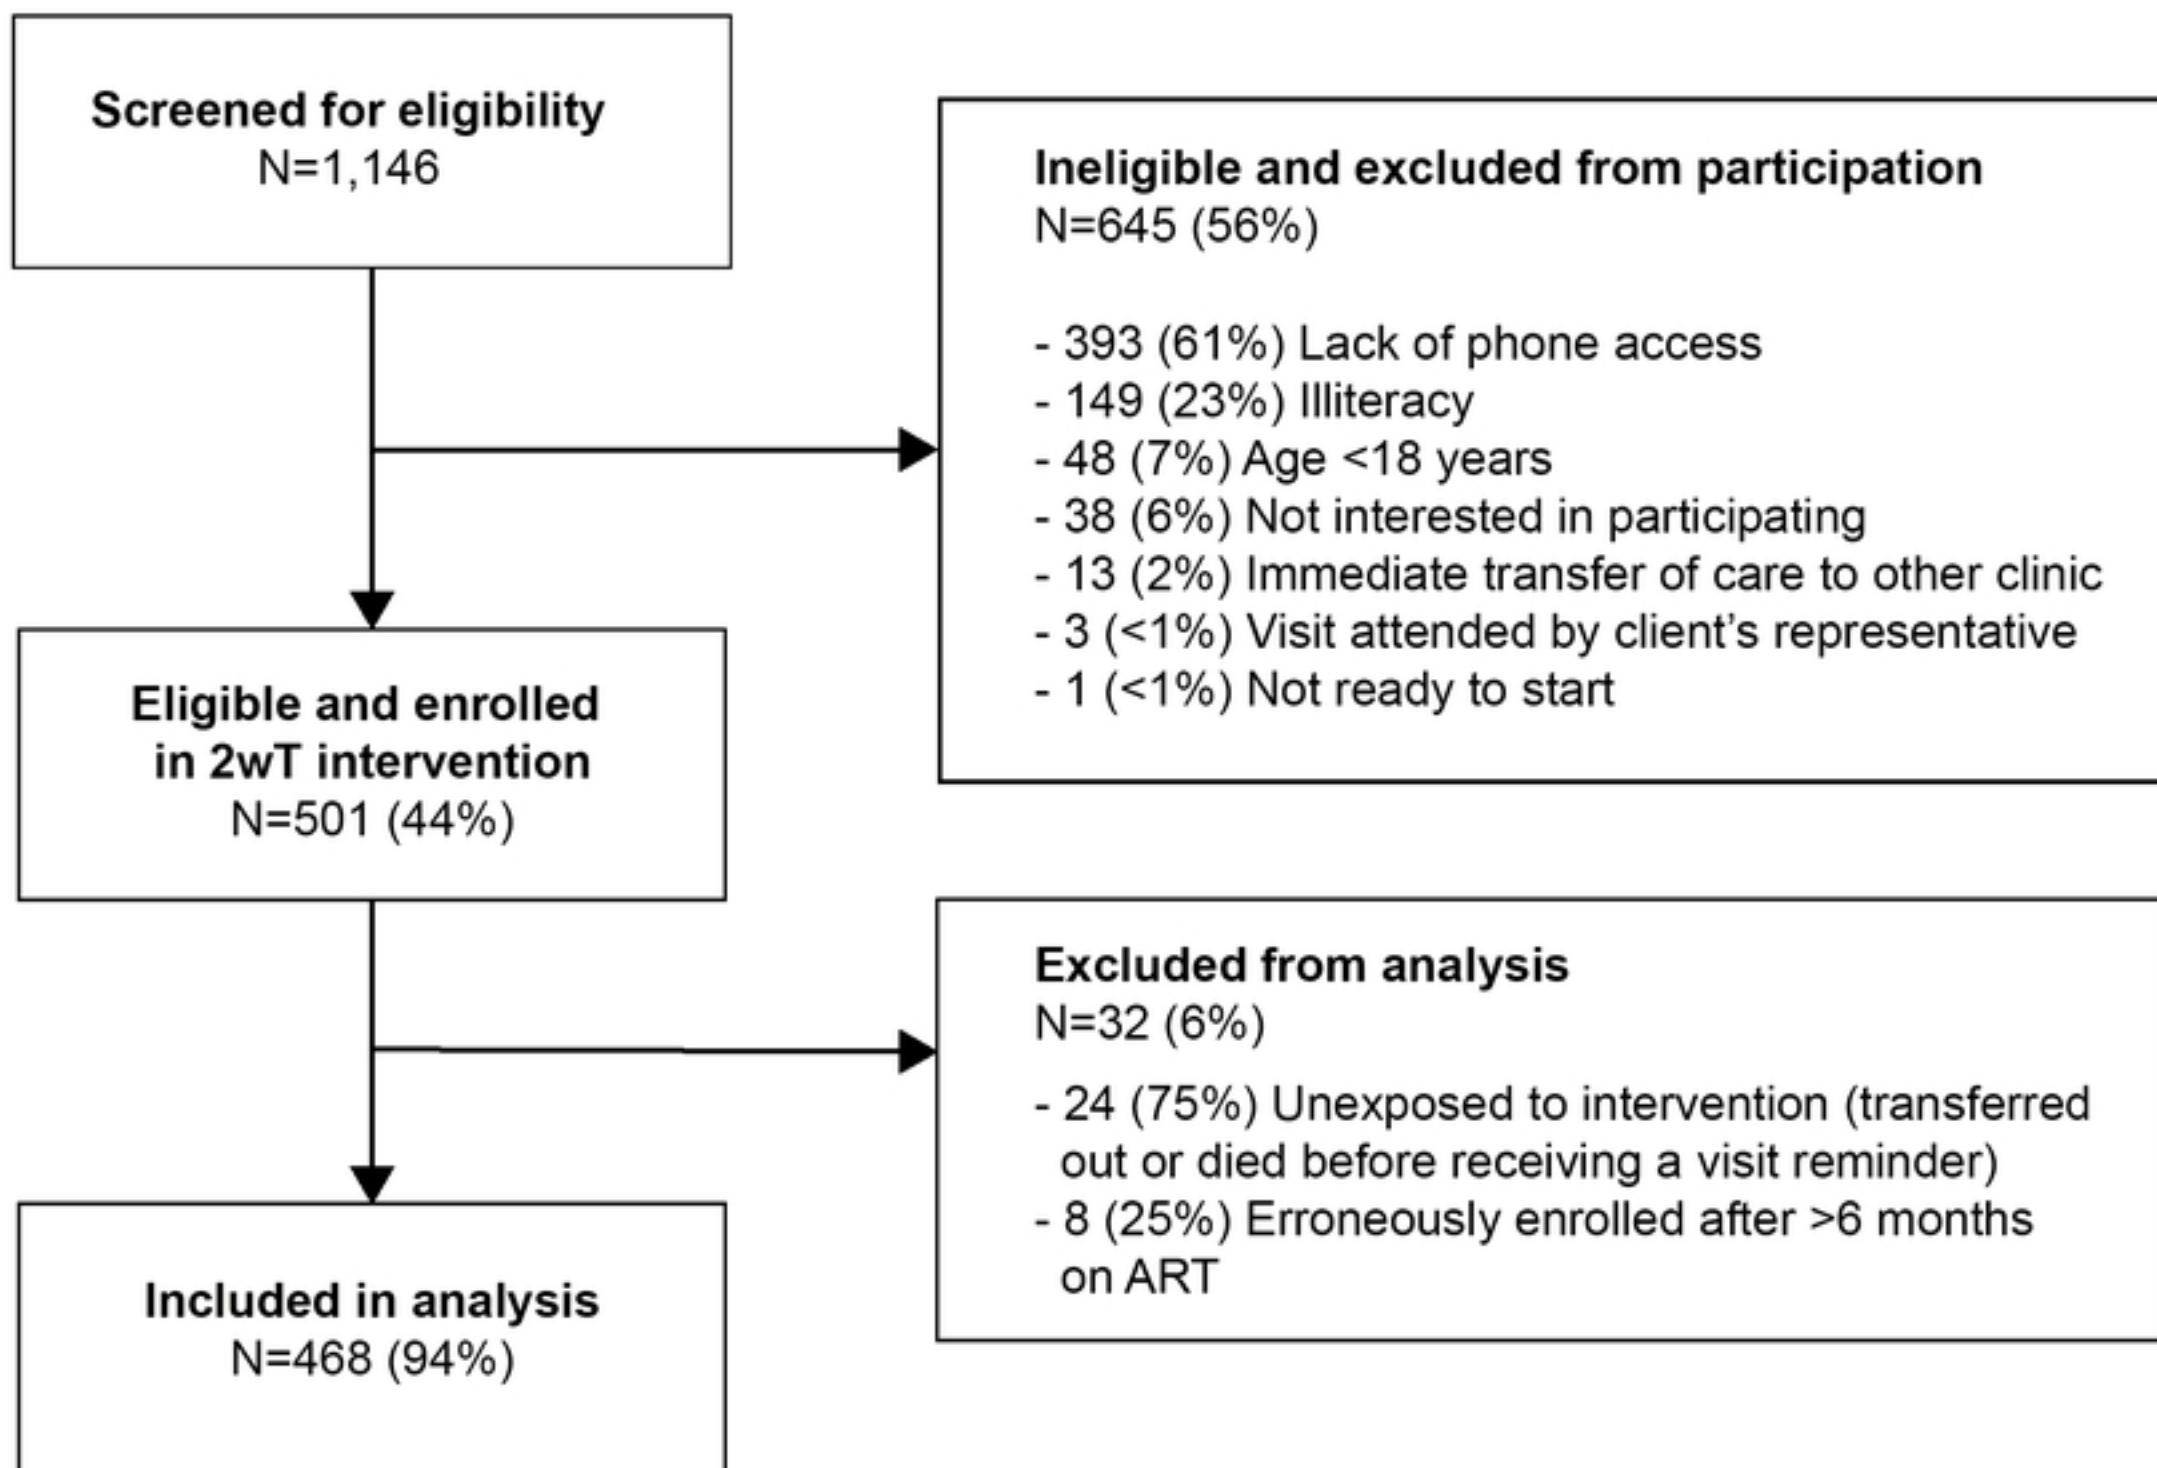 Screened for eligibility
N=1,146
Ineligible and excluded from participation
N=645 (56%)
- 393 (61%) Lack of phone access
- 149 (23%) Illiteracy
- 48 (7%) Age <18 years
- 38 (6%) Not interested in participating
- 13 (2%) Immediate transfer of care to other clinic
- 3 (<1%) Visit attended by client’s representative
- 1 (<1%) Not ready to start
Eligible and enrolled
in 2wT intervention
N=501 (44%)
Excluded from analysis
N=32 (6%)
- 24 (75%) Unexposed to intervention (transferred
out or died before receiving a visit reminder)
- 8 (25%) Erroneously enrolled after >6 months
on ART
Included in analysis
N=468 (94%)